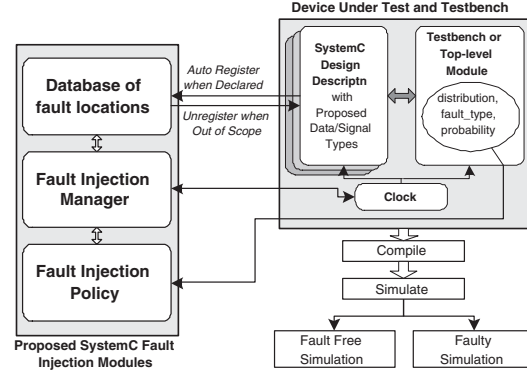 Device Under Test and Testbench
Database of
fault locations
Fault Injection
Manager
Fault Injection
Policy
Proposed SystemC Fault
Injection Modules
Auto Register
when Declared
Unregister when
Out of Scope
SystemC
Design
Descriptn
with
Proposed
Data/Signal
Types
Testbench or
Top-level
Module
distribution,
fault_type,
probability
Clock
Compile
Simulate
Fault Free
Simulation
Faulty
Simulation